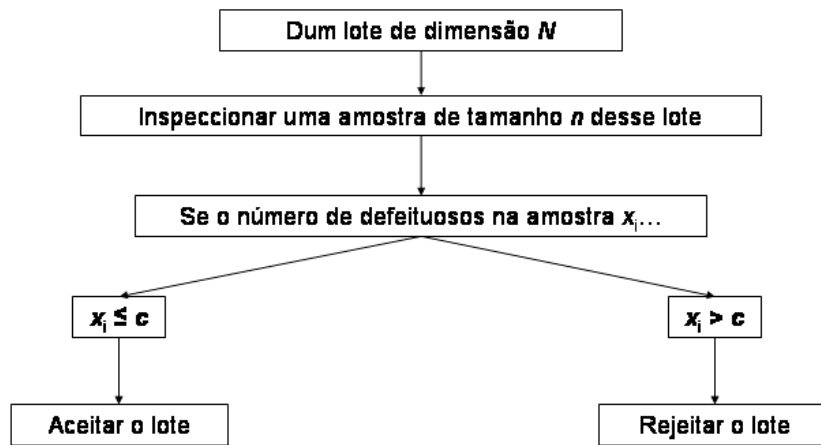 Dum lote de dimensão N
Inspeccionar uma amostra de tamanho n desse lote
Se o número de defeituosos na amostra xᵢ...
xᵢ ≤ c
xᵢ > c
Aceitar o lote
Rejeitar o lote